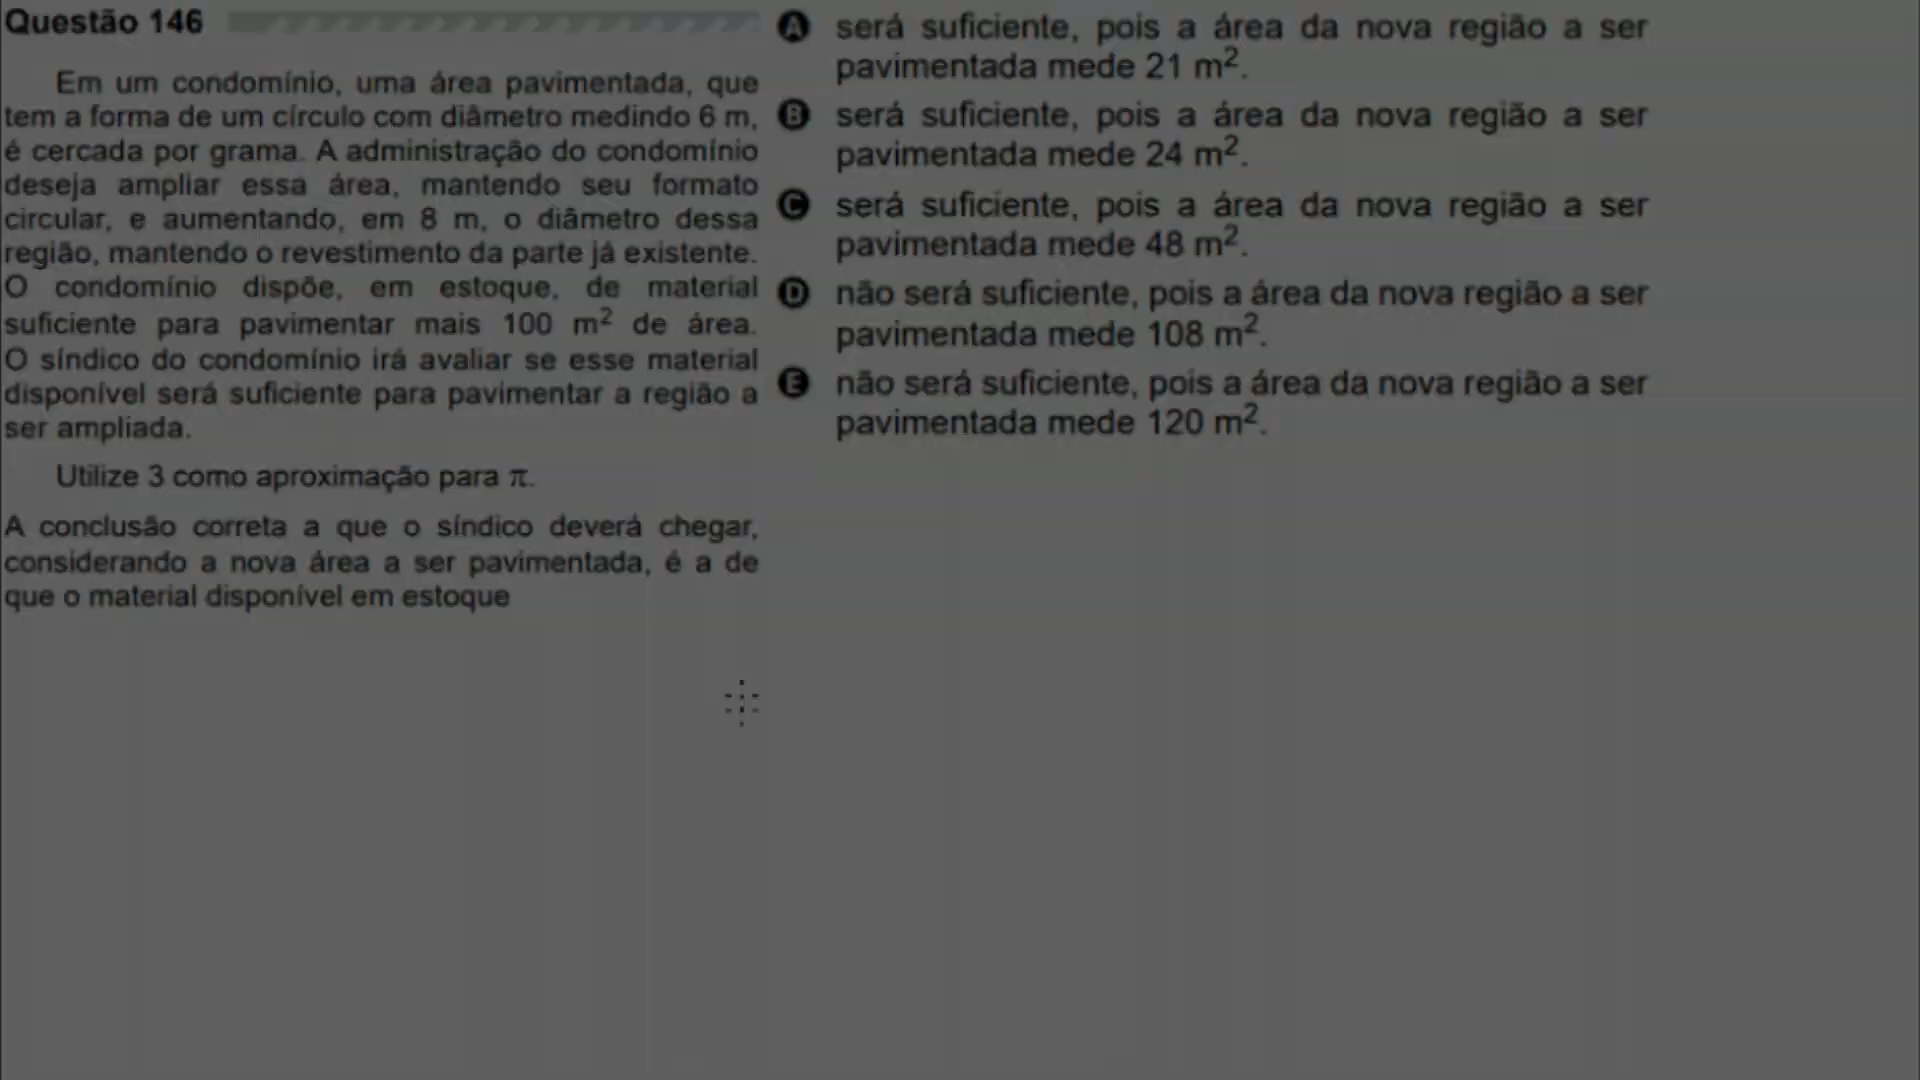 Questão 146
Em um condomínio, uma área pavimentada, que
tem a forma de um círculo com diâmetro medindo 6 m,
é cercada por grama. A administração do condomínio
deseja ampliar essa área, mantendo seu formato
circular, e aumentando, em 8 m, o diâmetro dessa
região, mantendo o revestimento da parte já existente.
O condomínio dispõe, em estoque, de material
suficiente para pavimentar mais 100 m² de área.
O síndico do condomínio irá avaliar se esse material
disponível será suficiente para pavimentar a região a
ser ampliada.
Utilize 3 como aproximação para π.
A conclusão correta a que o síndico deverá chegar,
considerando a nova área a ser pavimentada, é a de
que o material disponível em estoque
A será suficiente, pois a área da nova região a ser
pavimentada mede 21 m².
B será suficiente, pois a área da nova região a ser
pavimentada mede 24 m².
C será suficiente, pois a área da nova região a ser
pavimentada mede 48 m².
D não será suficiente, pois a área da nova região a ser
pavimentada mede 108 m².
E não será suficiente, pois a área da nova região a ser
pavimentada mede 120 m².